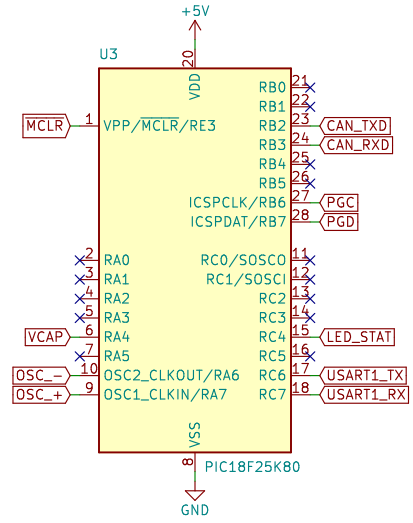 +5V
U3
20
VDD
MCLR 1 VPP/MCLR/RE3
RB0 21
RB1 22
RB2 23 CAN_TXD
RB3 24 CAN_RXD
RB4 25
RB5 26
ICSPCLK/RB6 27 PGC
ICSPDAT/RB7 28 PGD
2 RA0 RC0/SOSCO 11
3 RA1 RC1/SOSCI 12
4 RA2 RC2 13
5 RA3 RC3 14
VCAP 6 RA4 RC4 15 LED_STAT
7 RA5 RC5 16
OSC_- 10 OSC2_CLKOUT/RA6 RC6 17 USART1_TX
OSC_+ 9 OSC1_CLKIN/RA7 RC7 18 USART1_RX
VSS
8 PIC18F25K80
GND